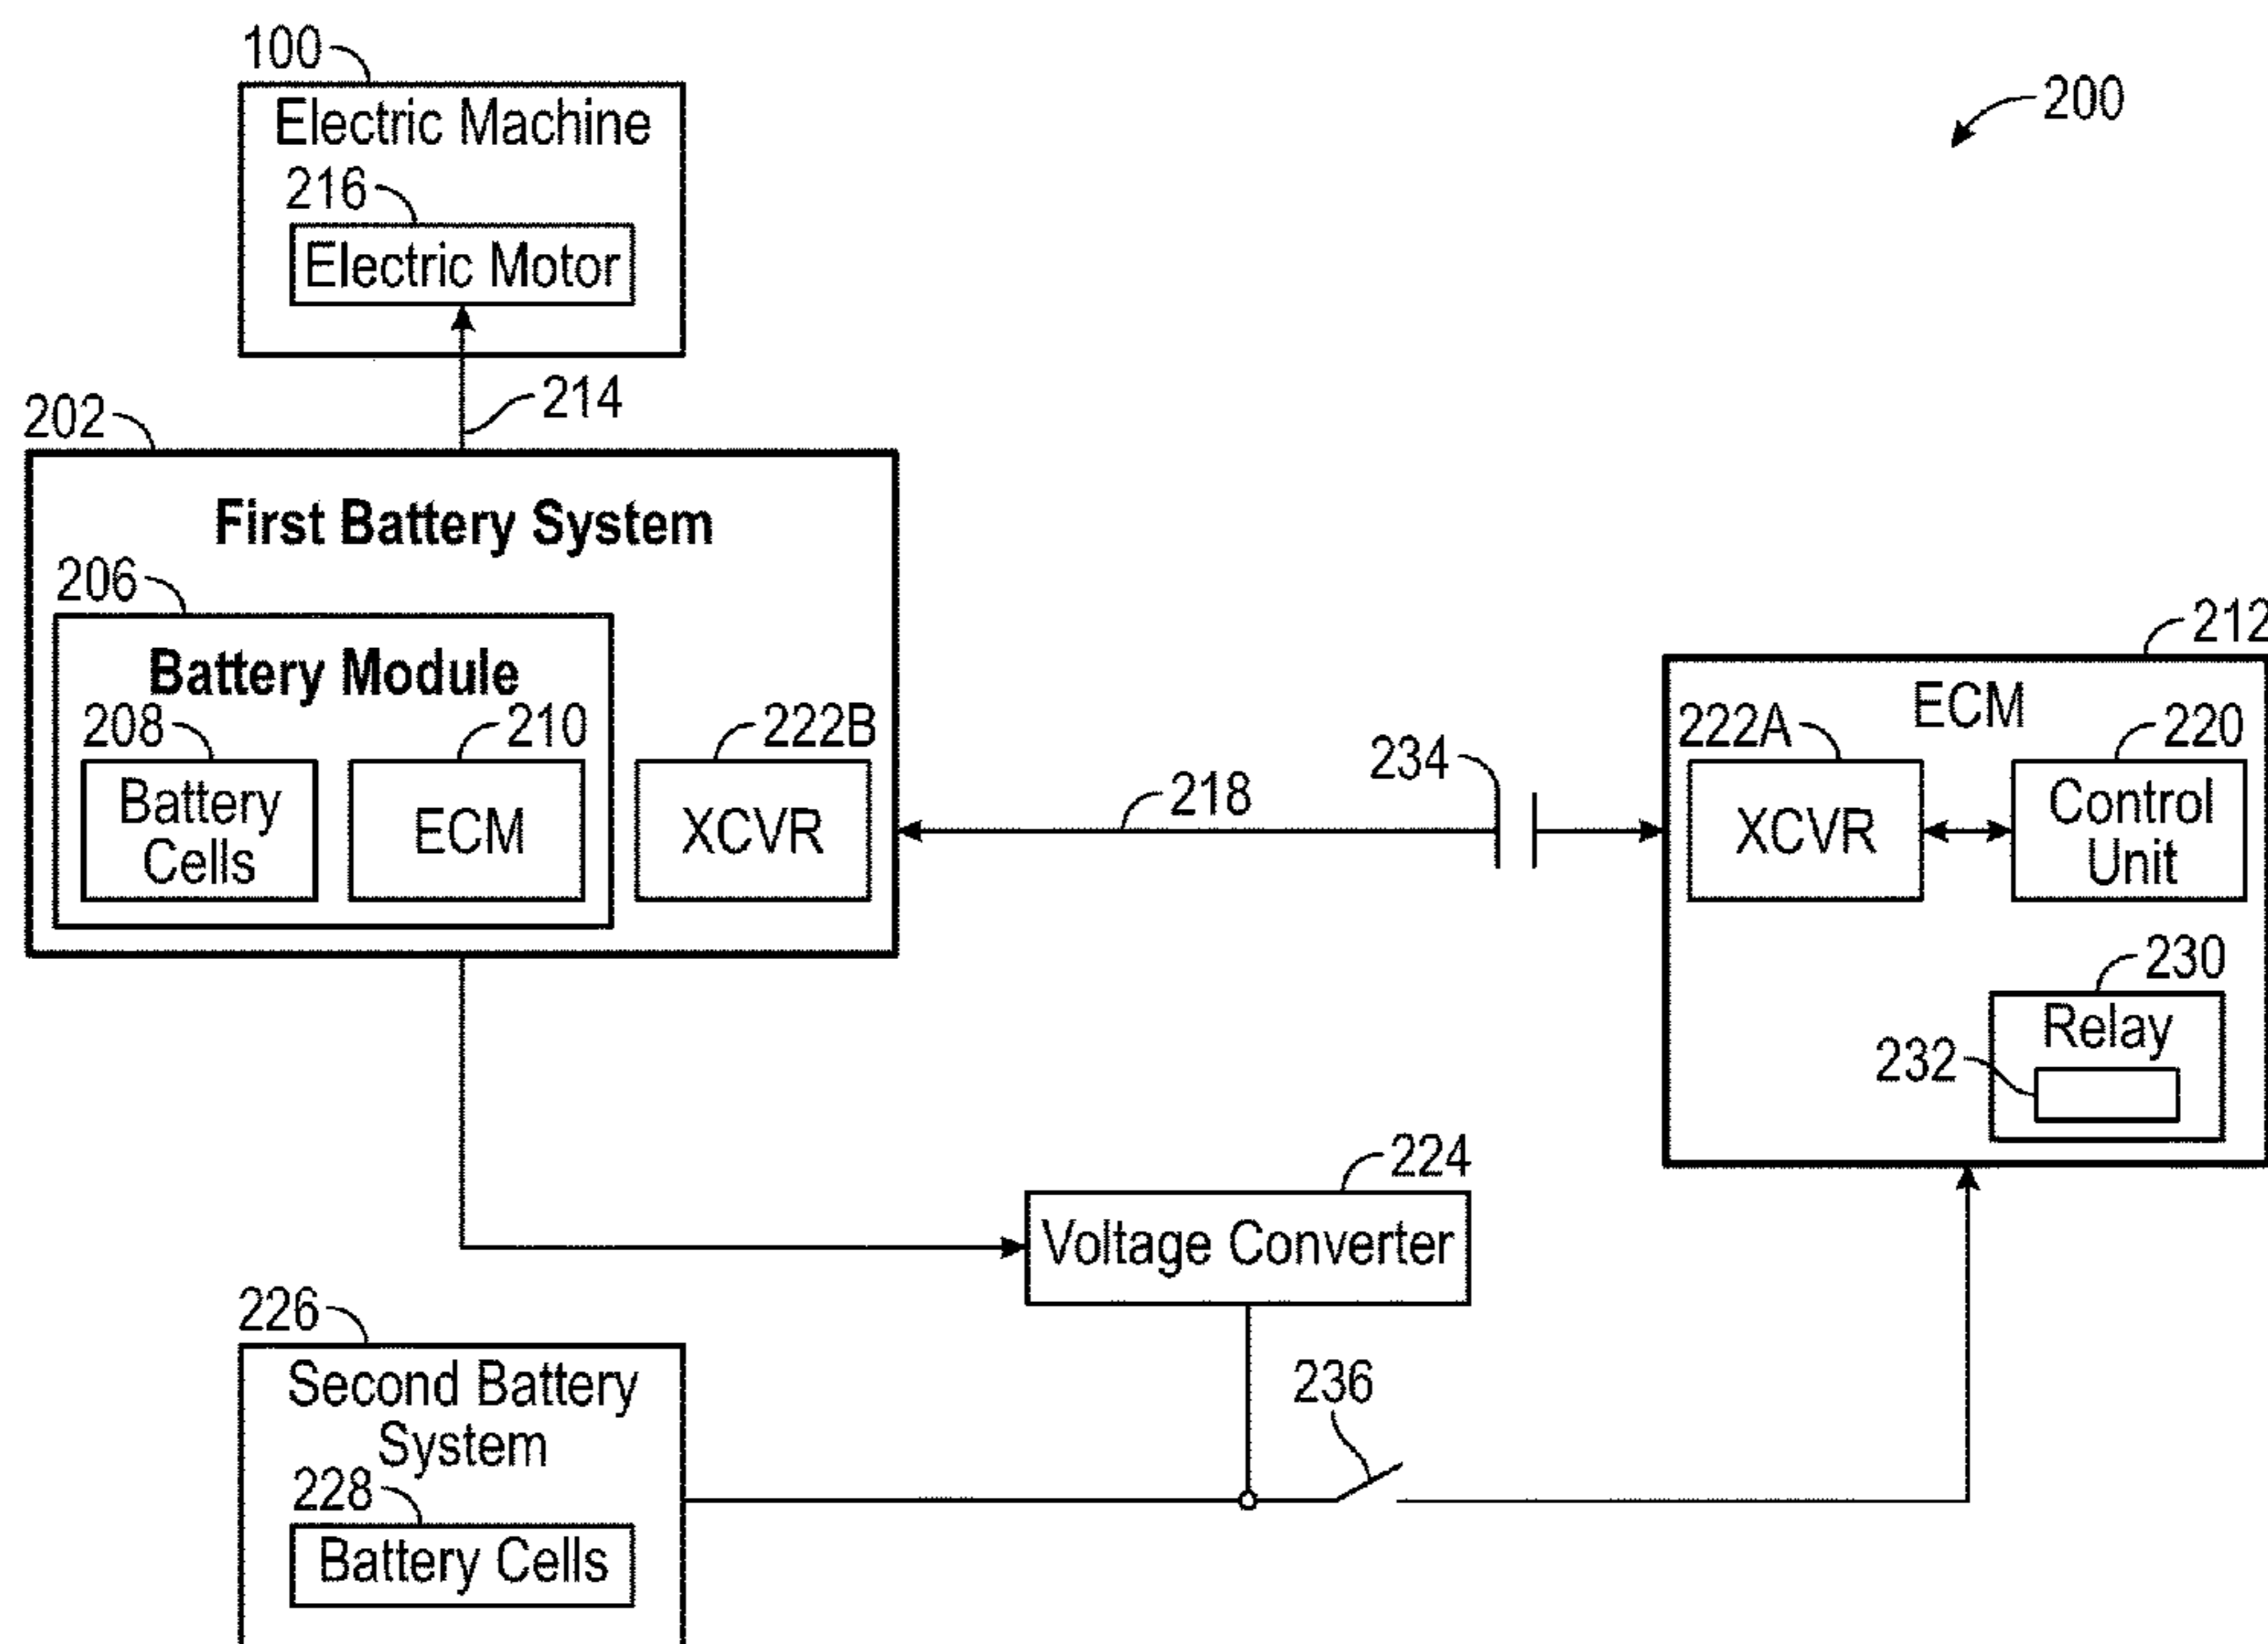 100
Electric Machine
200
216
Electric Motor
214
202
First Battery System
206
Battery Module
208
210
222B
Battery
Cells
ECM
XCVR
218
234
212
ECM
222A
220
XCVR
Control
Unit
230
Relay
232
224
Voltage Converter
226
Second Battery
System
236
228
Battery Cells